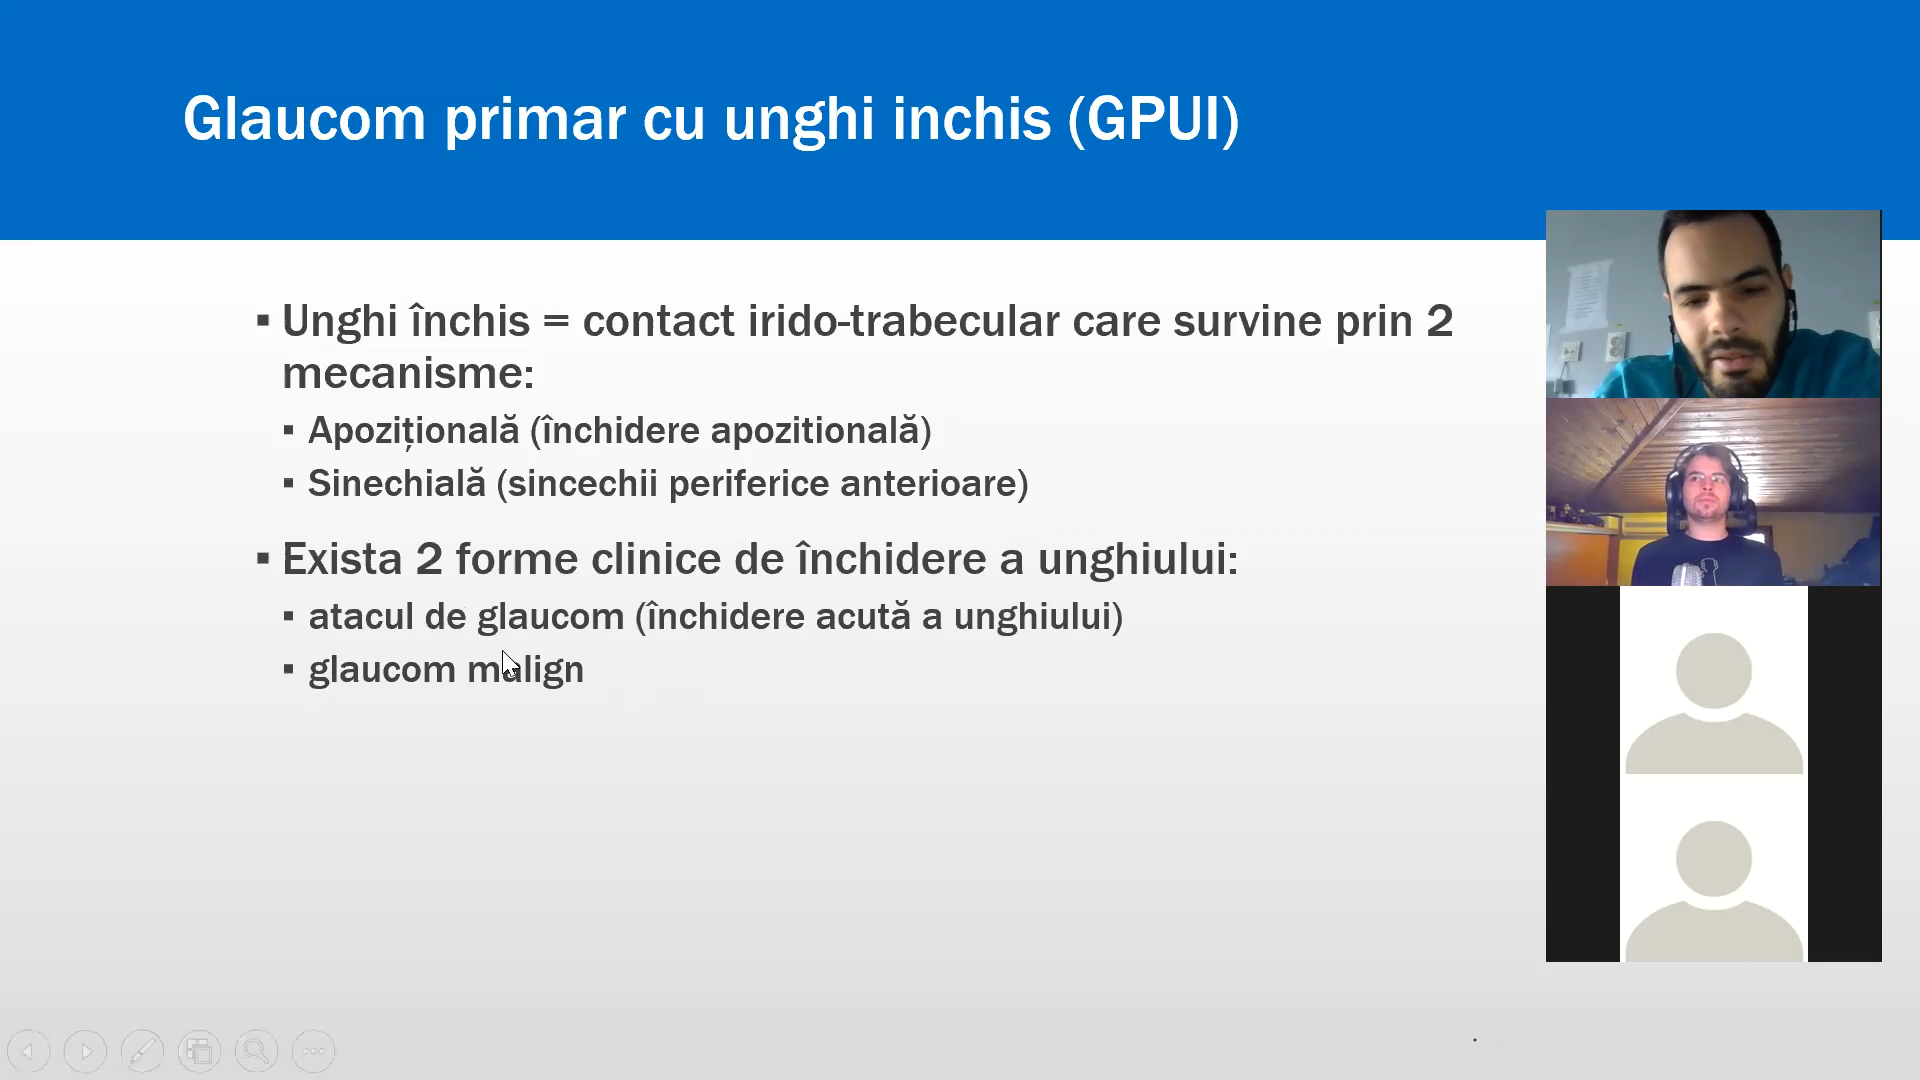 Glaucom primar cu unghi inchis (GPUI)
▪ Unghi închis = contact irido-trabecular care survine prin 2
mecanisme:
▪ Apozițională (închidere apozitională)
▪ Sinechială (sincechii periferice anterioare)
▪ Exista 2 forme clinice de închidere a unghiului:
▪ atacul de glaucom (închidere acută a unghiului)
▪ glaucom malign